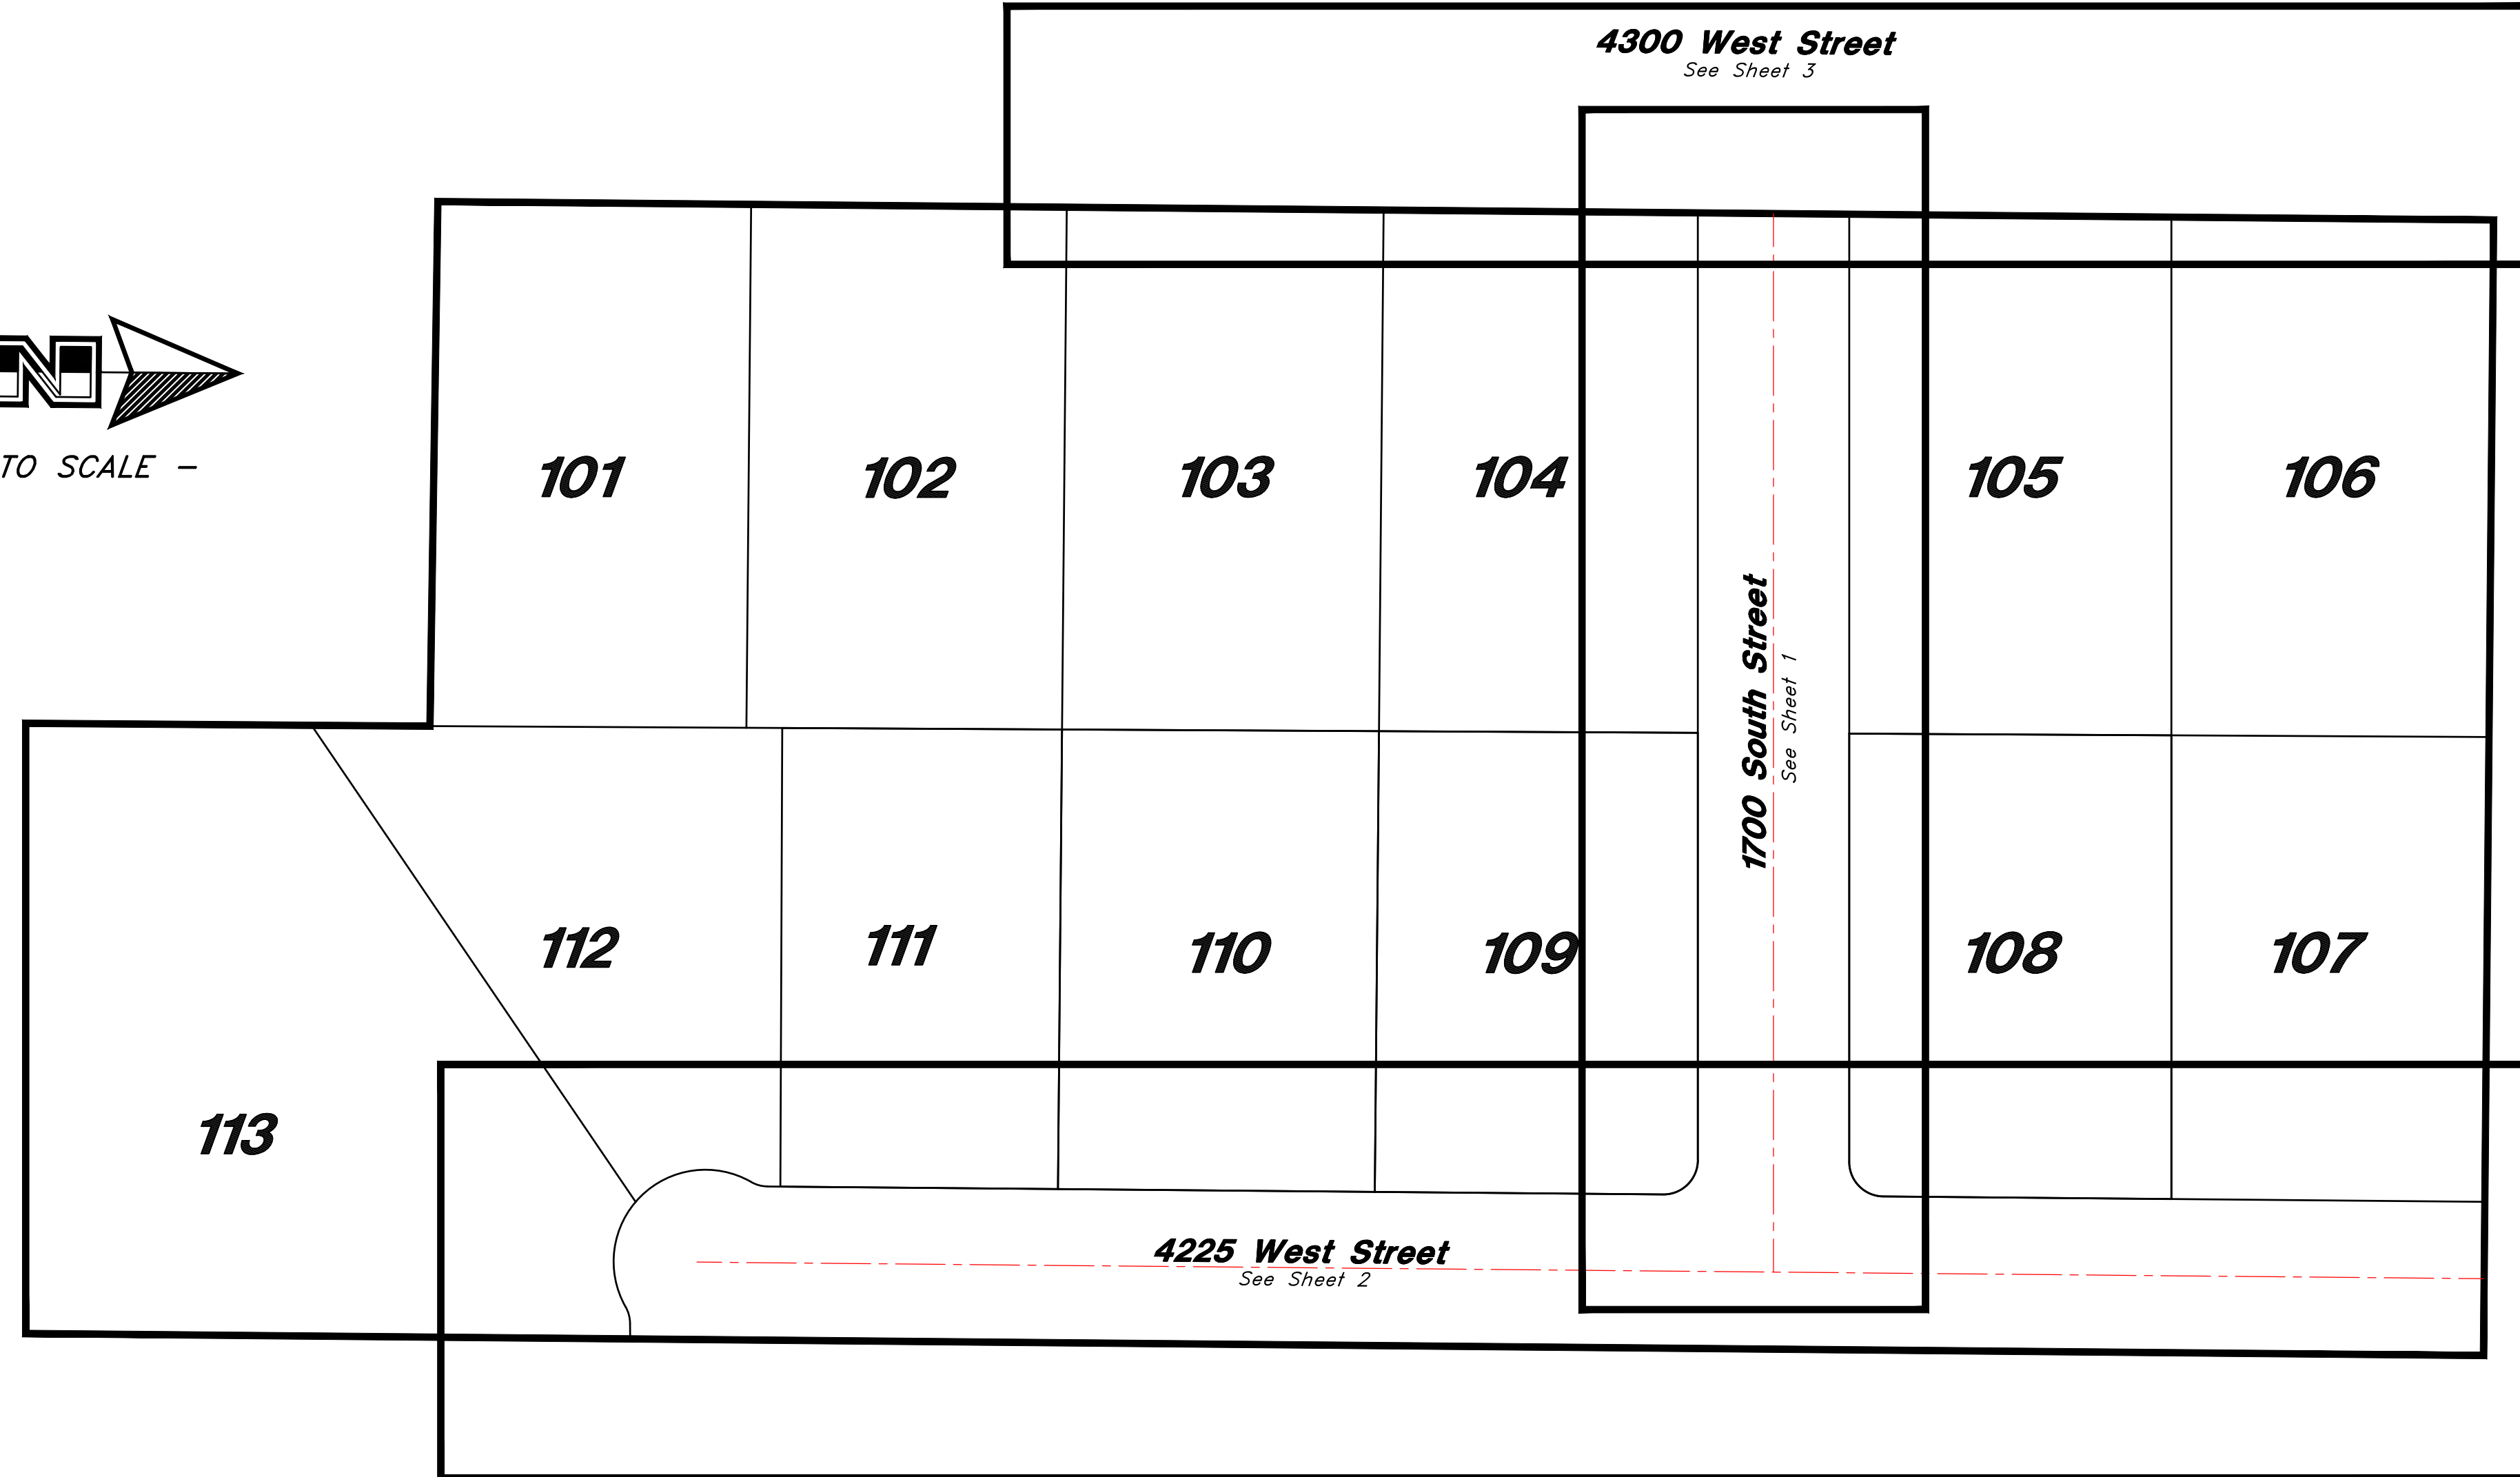 4300 West Street
See Sheet 3
N
TO SCALE -
101
102
103
104
105
106
1700 South Street
See Sheet 1
112
111
110
109
108
107
113
4225 West Street
See Sheet 2